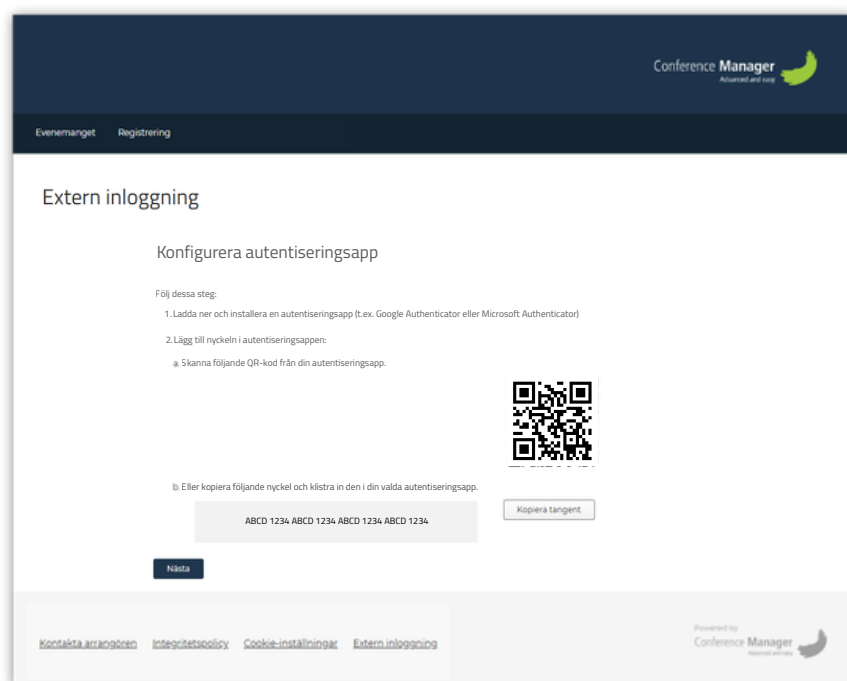 Conference Manager
Advanced and easy
Evenemanget Registrering
Extern inloggning
Konfigurera autentiseringsapp
Följ dessa steg:
1. Ladda ner och installera en autentiseringsapp (t.ex. Google Authenticator eller Microsoft Authenticator)
2. Lägg till nyckeln i autentiseringsappen:
a. Skanna följande QR-kod från din autentiseringsapp.
b. Eller kopiera följande nyckel och klistra in den i din valda autentiseringsapp.
ABCD 1234 ABCD 1234 ABCD 1234 ABCD 1234
Kopiera tangent
Nästa
Kontakta arrangören Integritetspolicy Cookie-inställningar Extern inloggning
Powered by
Conference Manager
Advanced and easy